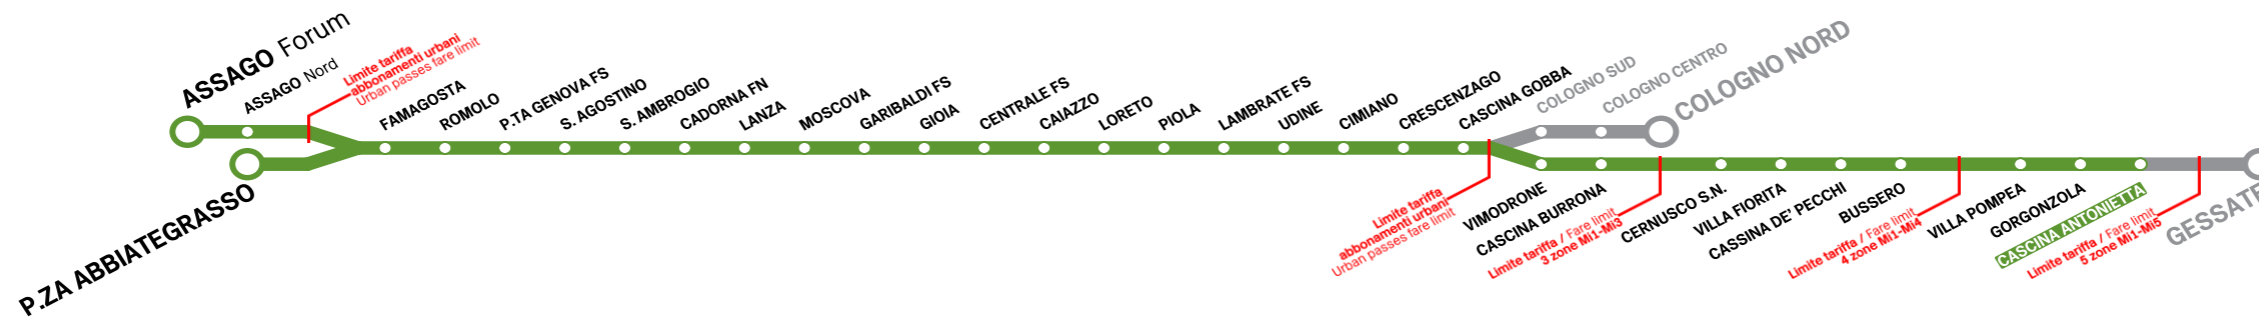 ASSAGO Forum
ASSAGO Nord
Limite tariffa
abbonamenti urbani
Urban passes fare limit
P.ZA ABBIATEGRASSO
FAMAGOSTA
ROMOLO
P.TA GENOVA FS
S. AGOSTINO
S. AMBROGIO
CADORNA FN
LANZA
MOSCOVA
GARIBALDI FS
GIOIA
CENTRALE FS
CAIAZZO
LORETO
PIOLA
LAMBRATE FS
UDINE
CIMIANO
CRESCENZAGO
CASCINA GOBBA
COLOGNO SUD
COLOGNO CENTRO
COLOGNO NORD
Limite tariffa
abbonamenti urbani
Urban passes fare limit
VIMODRONE
CASCINA BURRONA
Limite tariffa / Fare limit
3 zone Mi1-Mi3
CERNUSCO S.N.
VILLA FIORITA
CASSINA DE' PECCHI
BUSSERO
Limite tariffa / Fare limit
4 zone Mi1-Mi4
VILLA POMPEA
GORGONZOLA
CASCINA ANTONIETTA
Limite tariffa / Fare limit
5 zone Mi1-Mi5
GESSATE